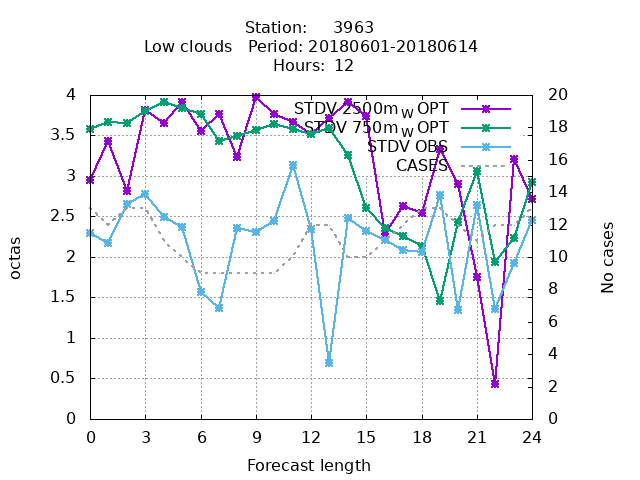 Station: 3963
Low clouds Period: 20180601-20180614
Hours: 12
octas
No cases
4
3.5
3
2.5
2
1.5
1
0.5
0
20
18
16
14
12
10
8
6
4
2
0
STDV 2500m W OPT
STDV 750m W OPT
STDV OBS
CASES
0 3 6 9 12 15 18 21 24
Forecast length